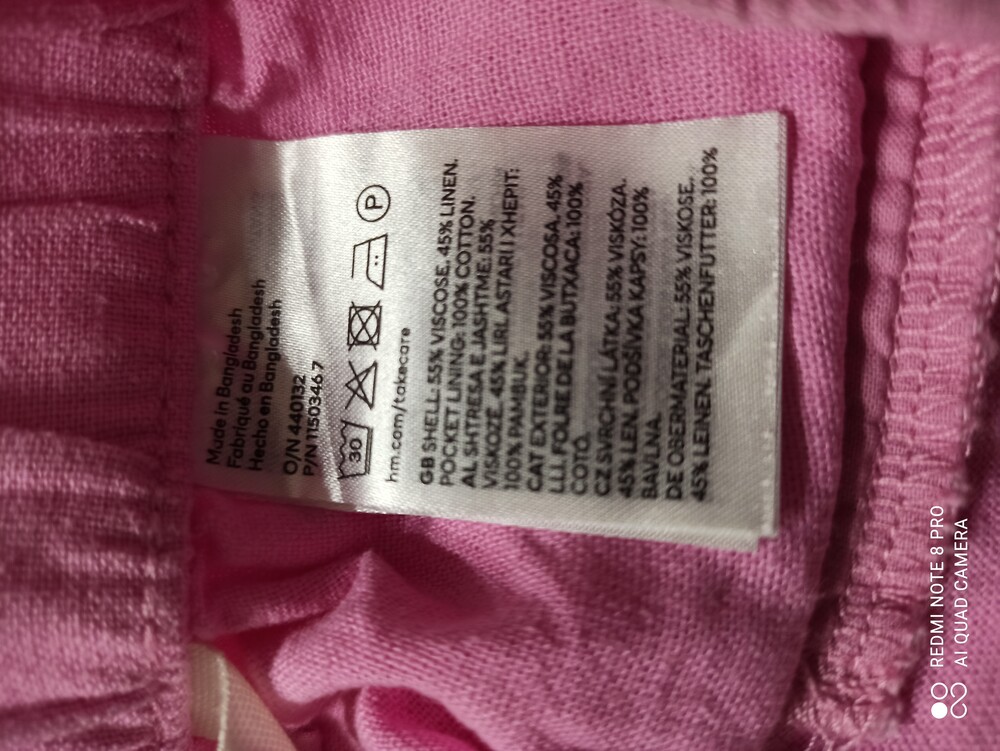 Made in Bangladesh
Fabriqué au Bangladesh
Hecho en Bangladesh
O/N 440132
P/N 1150346 7
30
P
hm.com/takecare
GB SHELL: 55% VISCOSE. 45% LINEN.
POCKET LINING: 100% COTTON.
AL SHTRESA E JASHTME: 55%
VISKOZË. 45% LIRI. ASTARI I XHEPIT:
100% PAMBUK.
CAT EXTERIOR: 55% VISCOSA. 45%
LLI. FOLRE DE LA BUTXACA: 100%
COTÓ.
CZ SVRCHNÍ LÁTKA: 55% VISKÓZA.
45% LEN. PODŠÍVKA KAPSY: 100%
BAVLNA.
DE OBERMATERIAL: 55% VISKOSE.
45% LEINEN. TASCHENFUTTER: 100%
REDMI NOTE 8 PRO
AI QUAD CAMERA